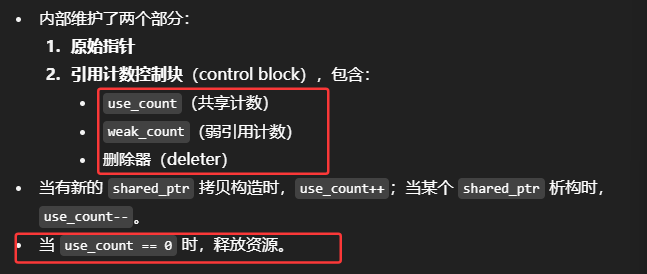 • 内部维护了两个部分：
1. 原始指针
2. 引用计数控制块（control block），包含：
• use_count（共享计数）
• weak_count（弱引用计数）
• 删除器（deleter）
• 当有新的 shared_ptr 拷贝构造时，use_count++；当某个 shared_ptr 析构时，
use_count--。
• 当 use_count == 0 时，释放资源。